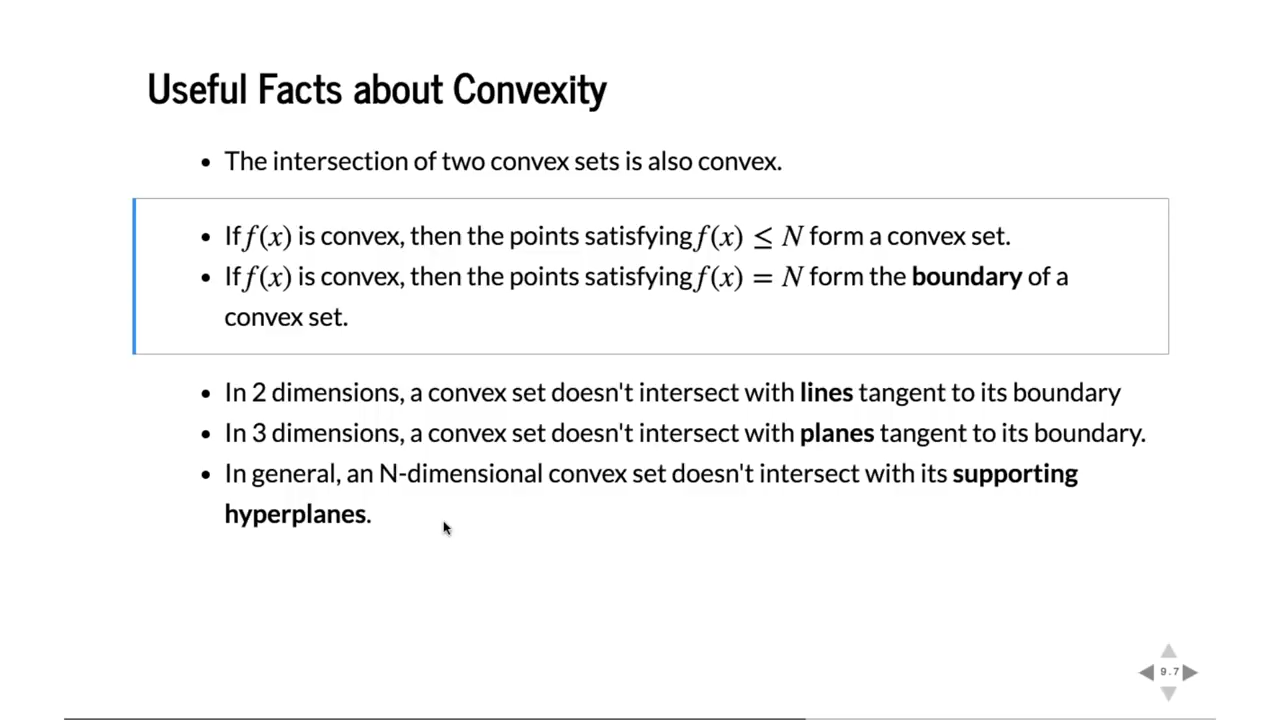 Useful Facts about Convexity
• The intersection of two convex sets is also convex.
• If f(x) is convex, then the points satisfying f(x) ≤ N form a convex set.
• If f(x) is convex, then the points satisfying f(x) = N form the boundary of a
convex set.
• In 2 dimensions, a convex set doesn't intersect with lines tangent to its boundary
• In 3 dimensions, a convex set doesn't intersect with planes tangent to its boundary.
• In general, an N-dimensional convex set doesn't intersect with its supporting
hyperplanes.
9.7